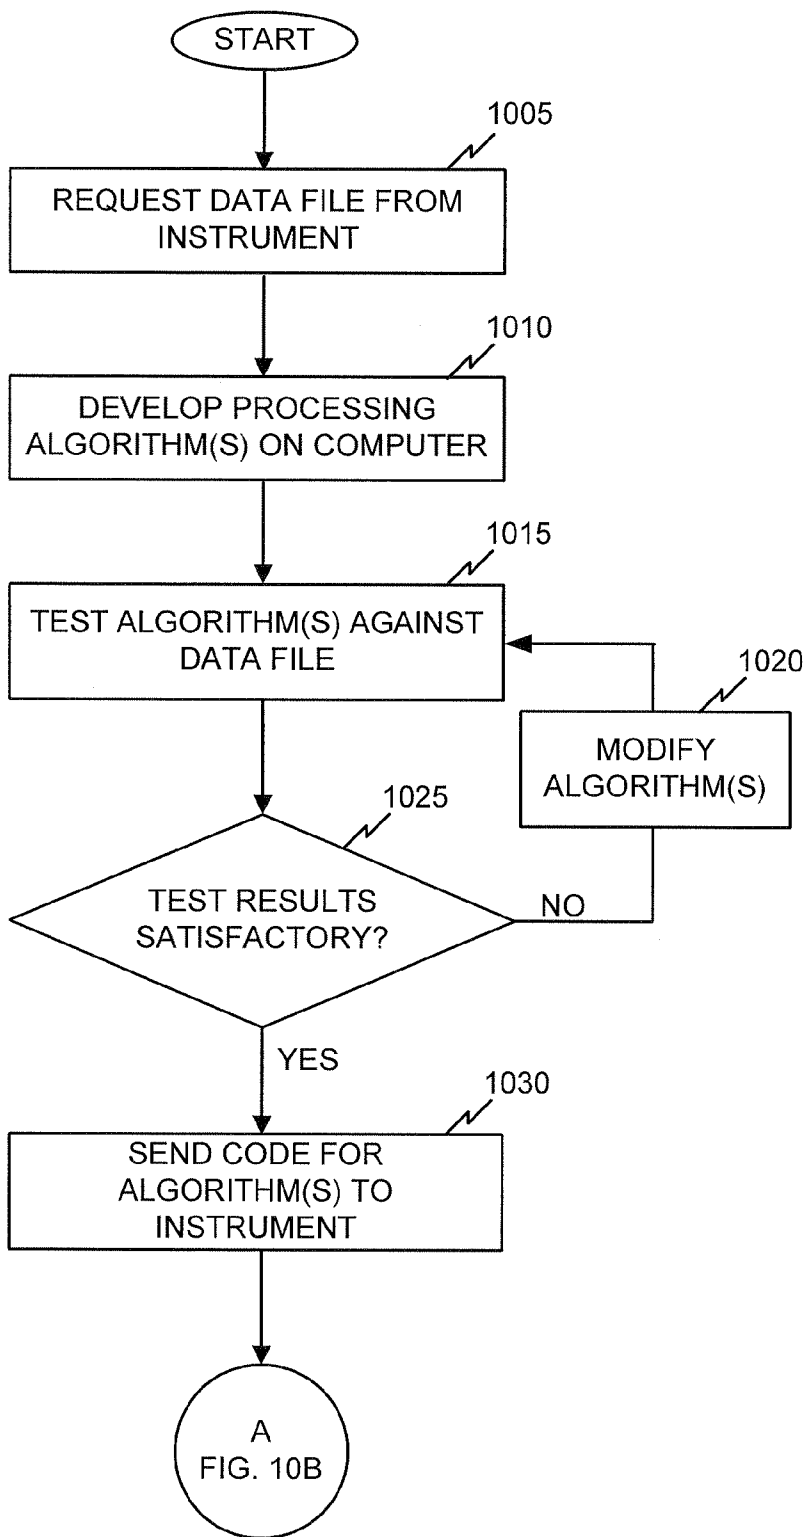 START
1005
REQUEST DATA FILE FROM
INSTRUMENT
1010
DEVELOP PROCESSING
ALGORITHM(S) ON COMPUTER
1015
TEST ALGORITHM(S) AGAINST
DATA FILE
1020
MODIFY
ALGORITHM(S)
1025
TEST RESULTS
SATISFACTORY?
NO
YES
1030
SEND CODE FOR
ALGORITHM(S) TO
INSTRUMENT
A
FIG. 10B